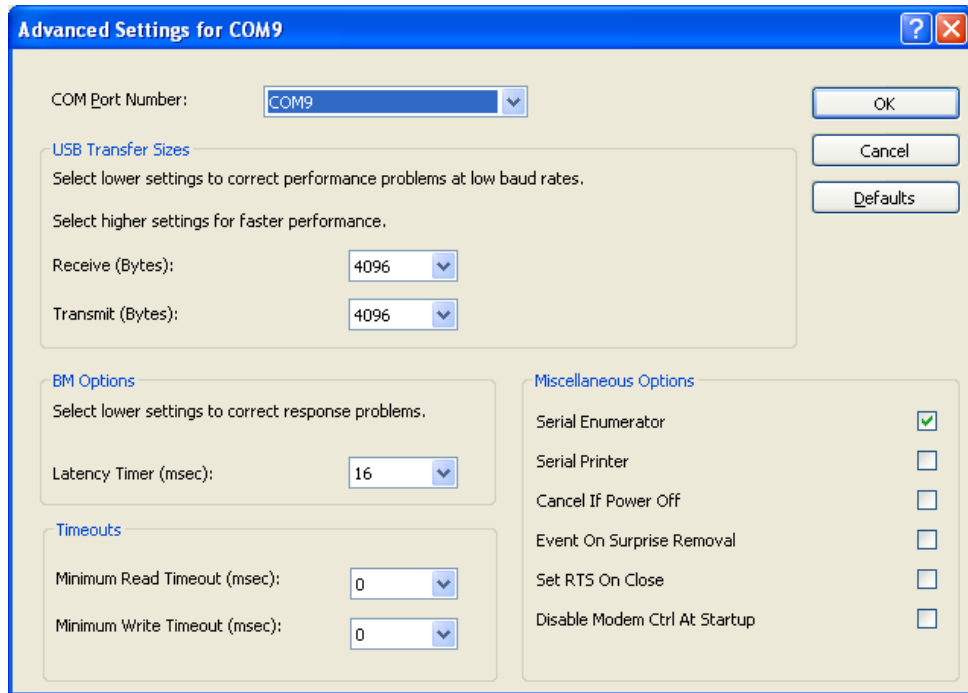 Advanced Settings for COM9
COM Port Number: COM9
OK
Cancel
Defaults
USB Transfer Sizes
Select lower settings to correct performance problems at low baud rates.
Select higher settings for faster performance.
Receive (Bytes): 4096
Transmit (Bytes): 4096
BM Options
Select lower settings to correct response problems.
Latency Timer (msec): 16
Timeouts
Minimum Read Timeout (msec): 0
Minimum Write Timeout (msec): 0
Miscellaneous Options
Serial Enumerator
Serial Printer
Cancel If Power Off
Event On Surprise Removal
Set RTS On Close
Disable Modem Ctrl At Startup